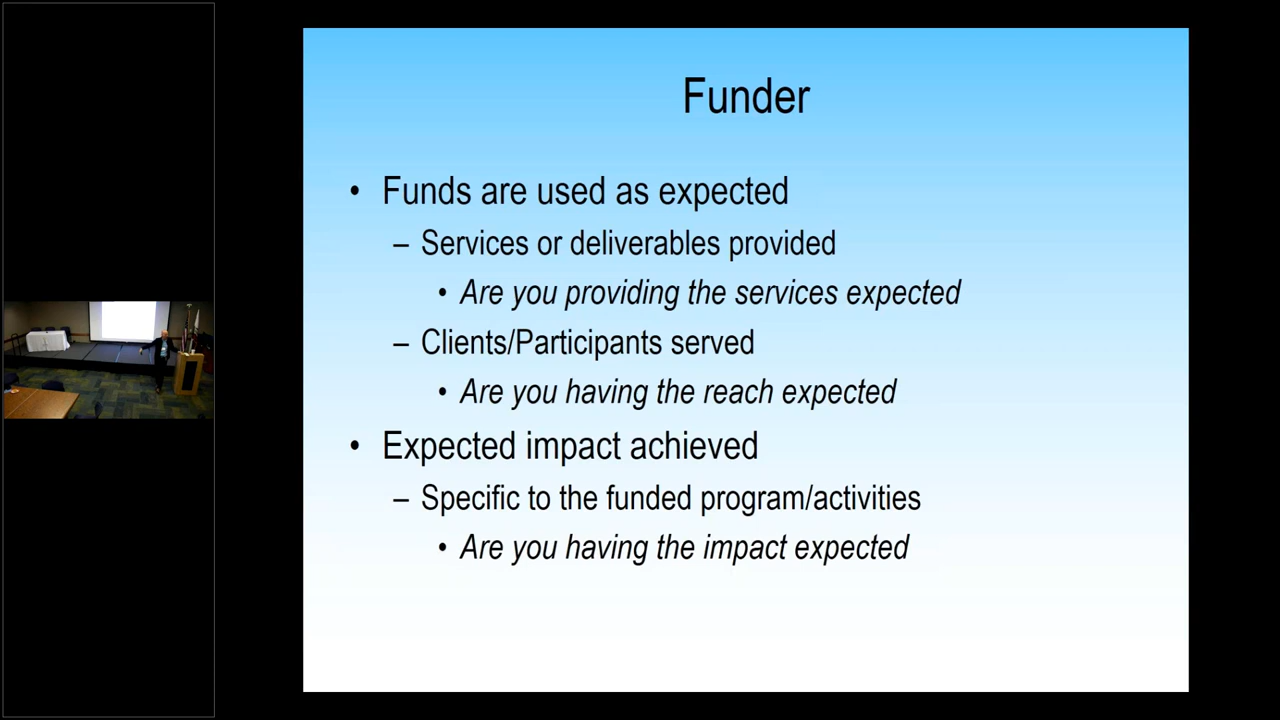 Funder
• Funds are used as expected
– Services or deliverables provided
• Are you providing the services expected
– Clients/Participants served
• Are you having the reach expected
• Expected impact achieved
– Specific to the funded program/activities
• Are you having the impact expected